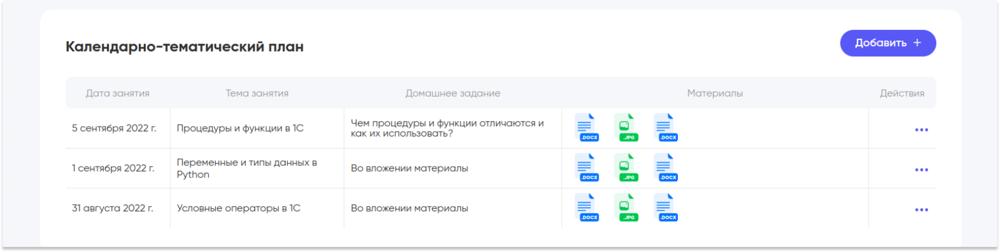 Календарно-тематический план
Добавить +
Дата занятия
Тема занятия
Домашнее задание
Материалы
Действия
5 сентября 2022 г.
Процедуры и функции в 1С
Чем процедуры и функции отличаются и
как их использовать?
.DOCX
.JPG
.DOCX
1 сентября 2022 г.
Переменные и типы данных в
Python
Во вложении материалы
.DOCX
.JPG
.DOCX
31 августа 2022 г.
Условные операторы в 1С
Во вложении материалы
.DOCX
.JPG
.DOCX